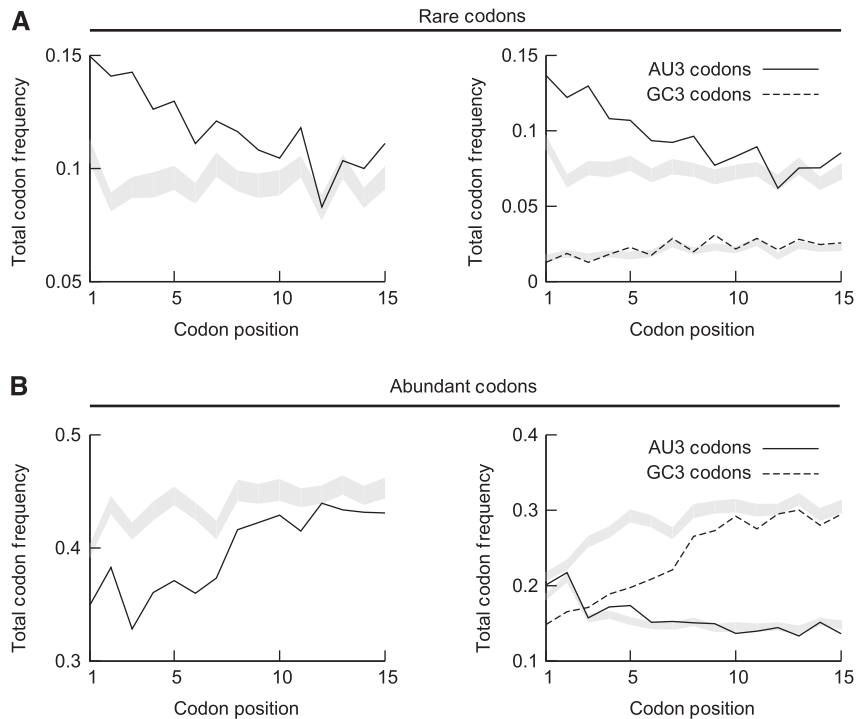 A
Rare codons
Total codon frequency
0.15
0.1
0.05
1
5
10
15
Codon position
Total codon frequency
0.15
0.1
0.05
0
AU3 codons
GC3 codons
1
5
10
15
Codon position
B
Abundant codons
Total codon frequency
0.5
0.4
0.3
1
5
10
15
Codon position
Total codon frequency
0.4
0.3
0.2
0.1
AU3 codons
GC3 codons
1
5
10
15
Codon position